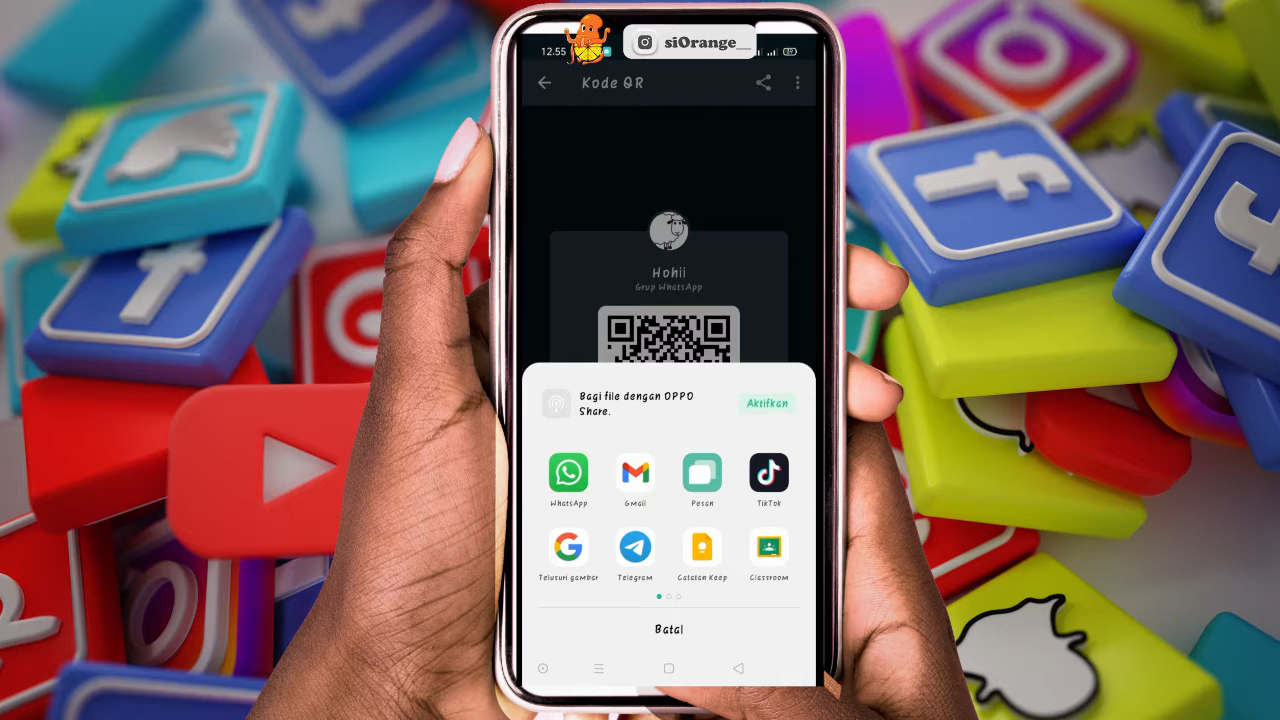 siOrange__
12.55
Kode QR
Hohii
Grup WhatsApp
Bagi file dengan OPPO
Share.
Aktifkan
WhatsApp
Gmail
Pesan
TikTok
Telusuri gambar
Telegram
Catatan Keep
Classroom
Batal